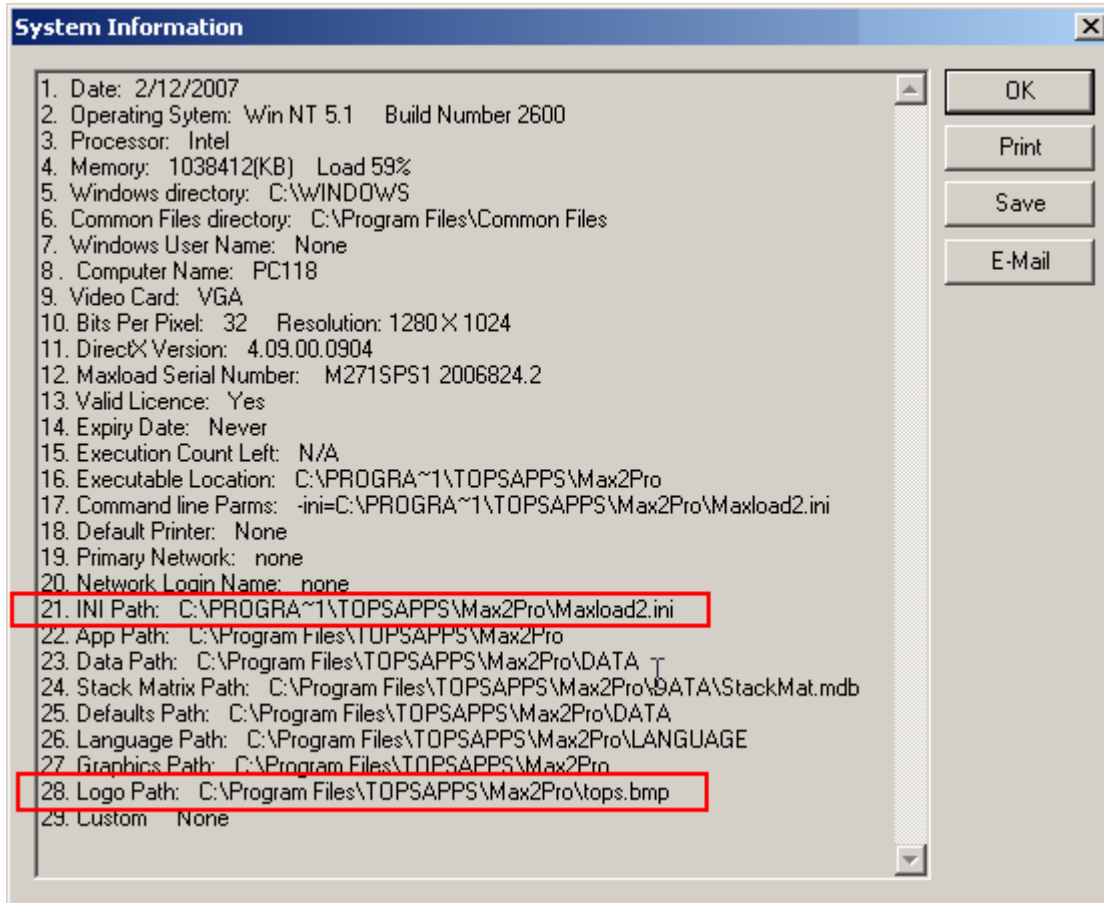 System Information
1. Date: 2/12/2007
2. Operating Sytem: Win NT 5.1 Build Number 2600
3. Processor: Intel
4. Memory: 1038412(KB) Load 59%
5. Windows directory: C:\WINDOWS
6. Common Files directory: C:\Program Files\Common Files
7. Windows User Name: None
8 . Computer Name: PC118
9. Video Card: VGA
10. Bits Per Pixel: 32 Resolution: 1280 X 1024
11. DirectX Version: 4.09.00.0904
12. Maxload Serial Number: M271SPS1 2006824.2
13. Valid Licence: Yes
14. Expiry Date: Never
15. Execution Count Left: N/A
16. Executable Location: C:\PROGRA~1\TOPSAPPS\Max2Pro
17. Command line Parms: -ini=C:\PROGRA~1\TOPSAPPS\Max2Pro\Maxload2.ini
18. Default Printer: None
19. Primary Network: none
20. Network Login Name: none
21. INI Path: C:\PROGRA~1\TOPSAPPS\Max2Pro\Maxload2.ini
22. App Path: C:\Program Files\TOPSAPPS\Max2Pro
23. Data Path: C:\Program Files\TOPSAPPS\Max2Pro\DATA
24. Stack Matrix Path: C:\Program Files\TOPSAPPS\Max2Pro\DATA\StackMat.mdb
25. Defaults Path: C:\Program Files\TOPSAPPS\Max2Pro\DATA
26. Language Path: C:\Program Files\TOPSAPPS\Max2Pro\LANGUAGE
27. Graphics Path: C:\Program Files\TOPSAPPS\Max2Pro
28. Logo Path: C:\Program Files\TOPSAPPS\Max2Pro\tops.bmp
29. Custom None
OK
Print
Save
E-Mail